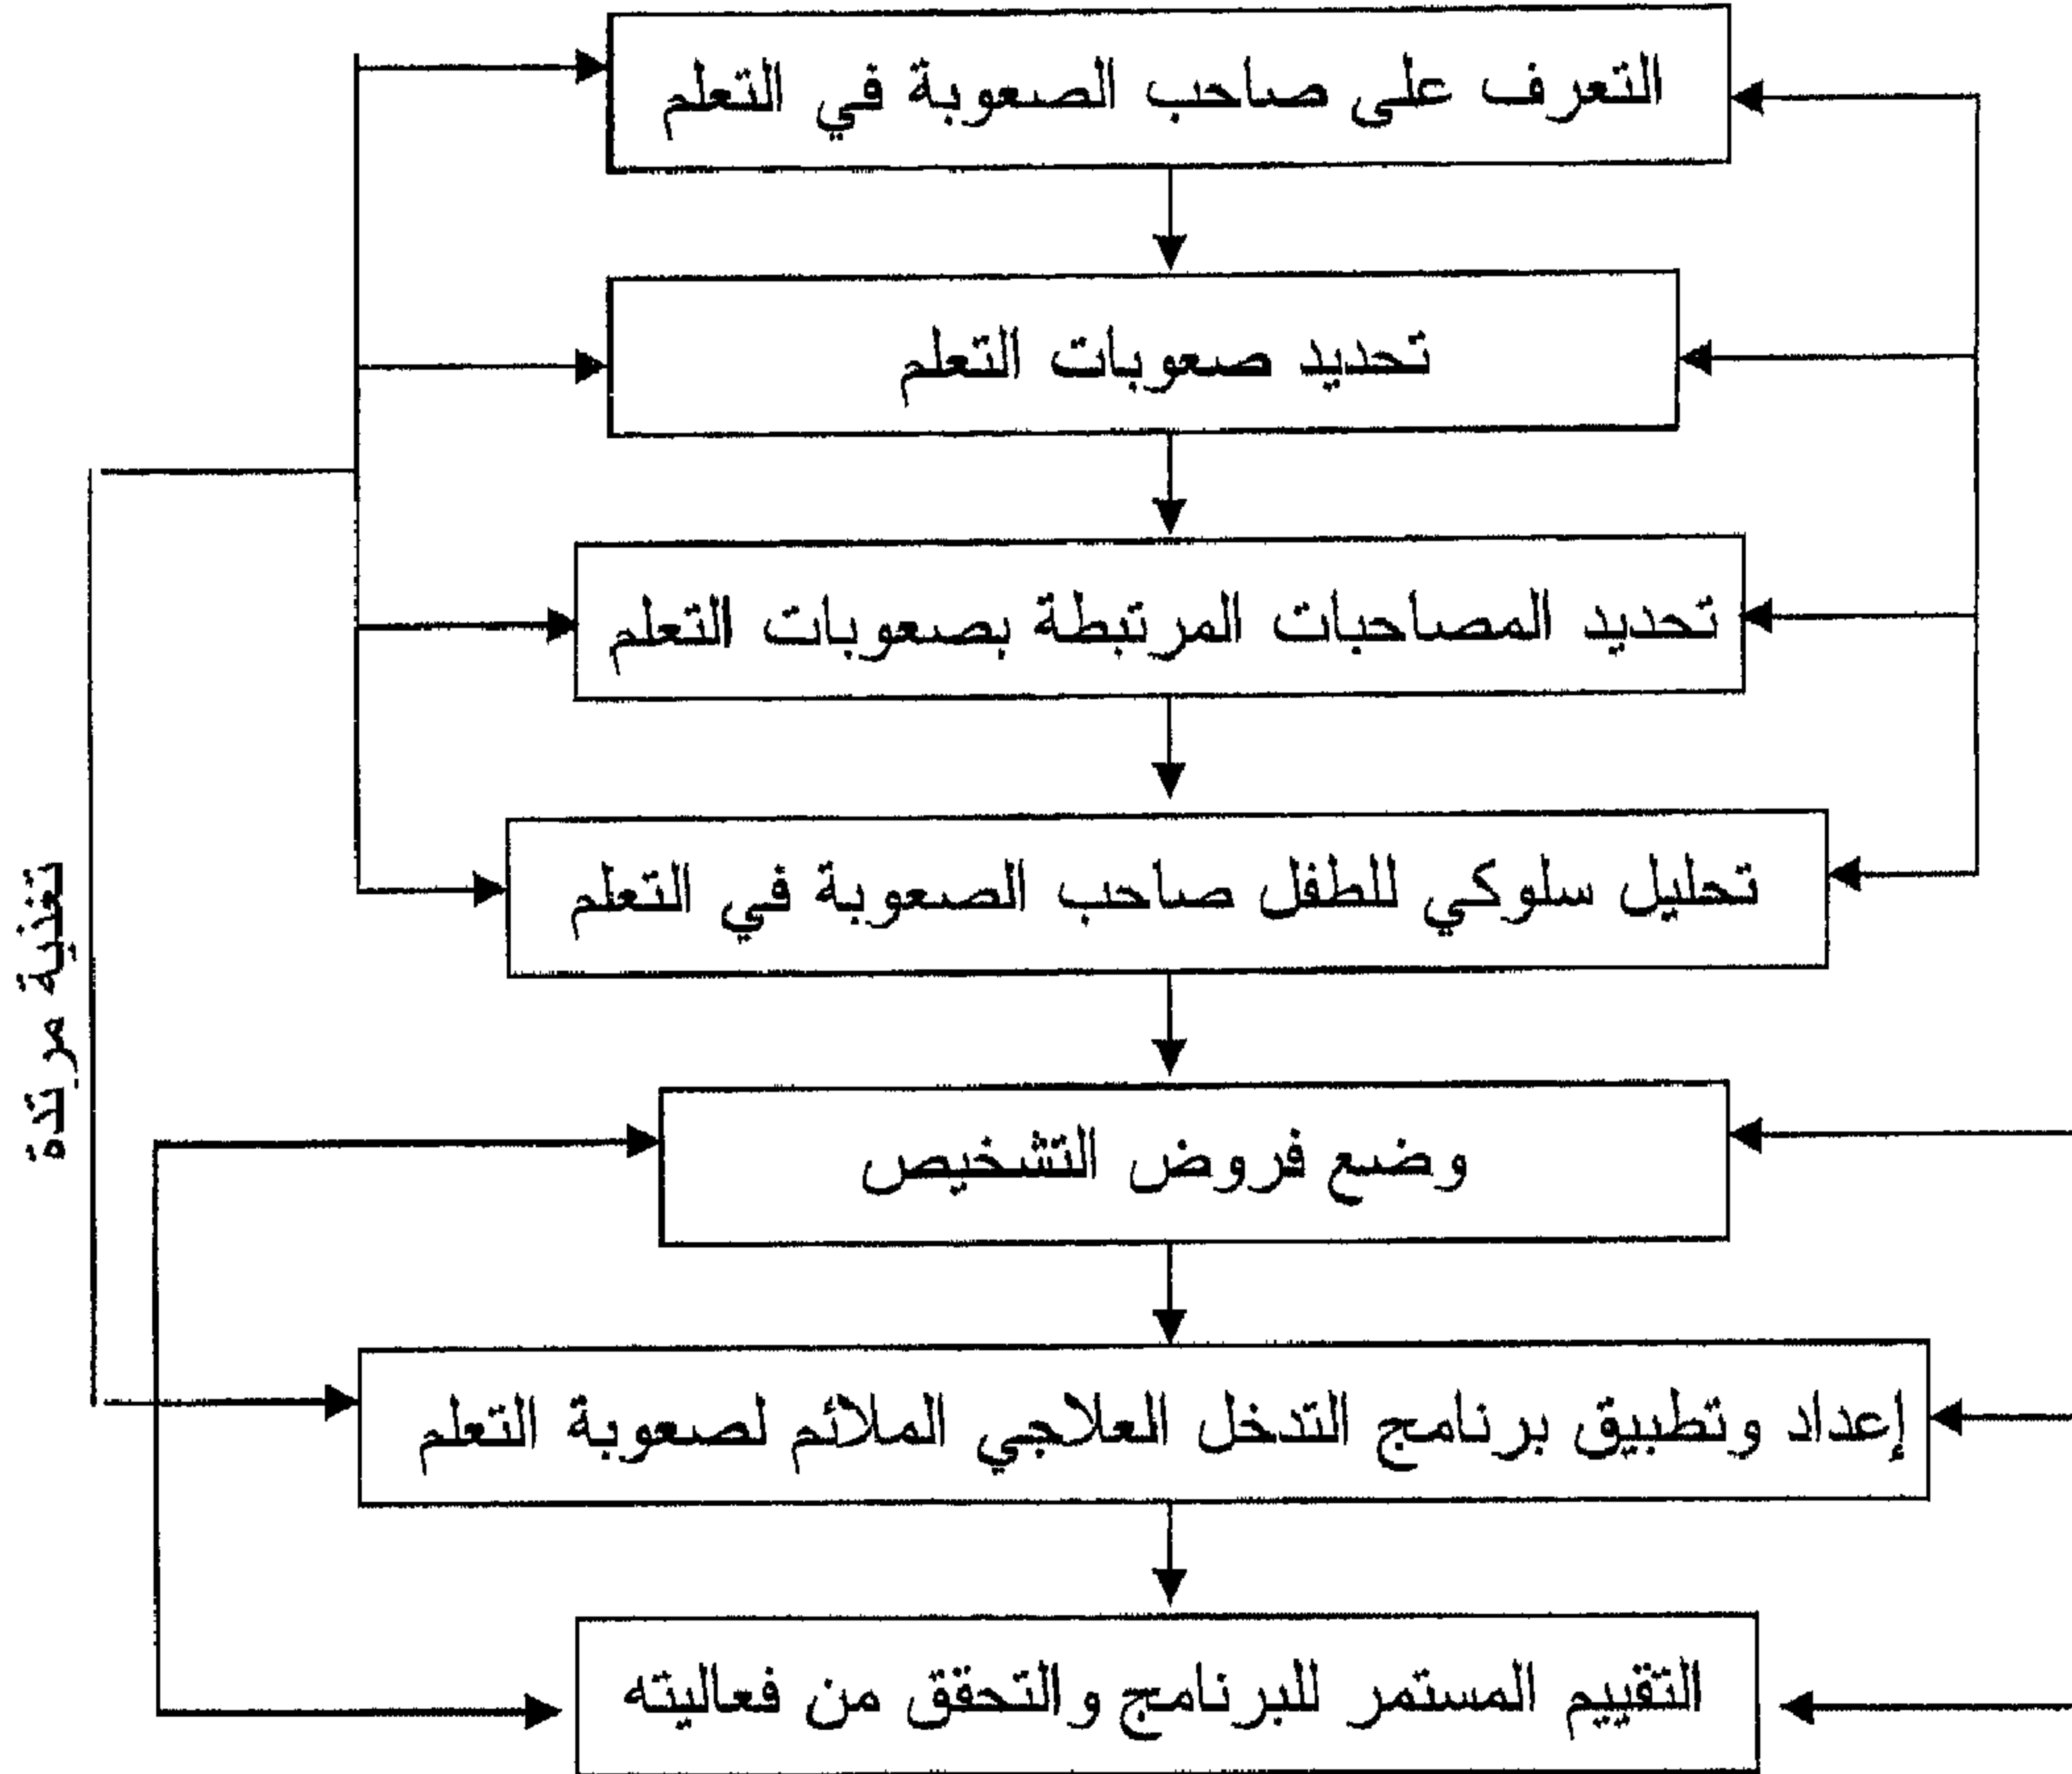 التعرف على صاحب الصعوبة في التعلم
تحديد صعوبات التعلم
تحديد المصاحبات المرتبطة بصعوبات التعلم
تحليل سلوكي للطفل صاحب الصعوبة في التعلم
وضع فروض التشخيص
إعداد وتطبيق برنامج التدخل العلاجي الملائم لصعوبة التعلم
التقييم المستمر للبرنامج والتحقق من فعاليته
تغذية مرتدة